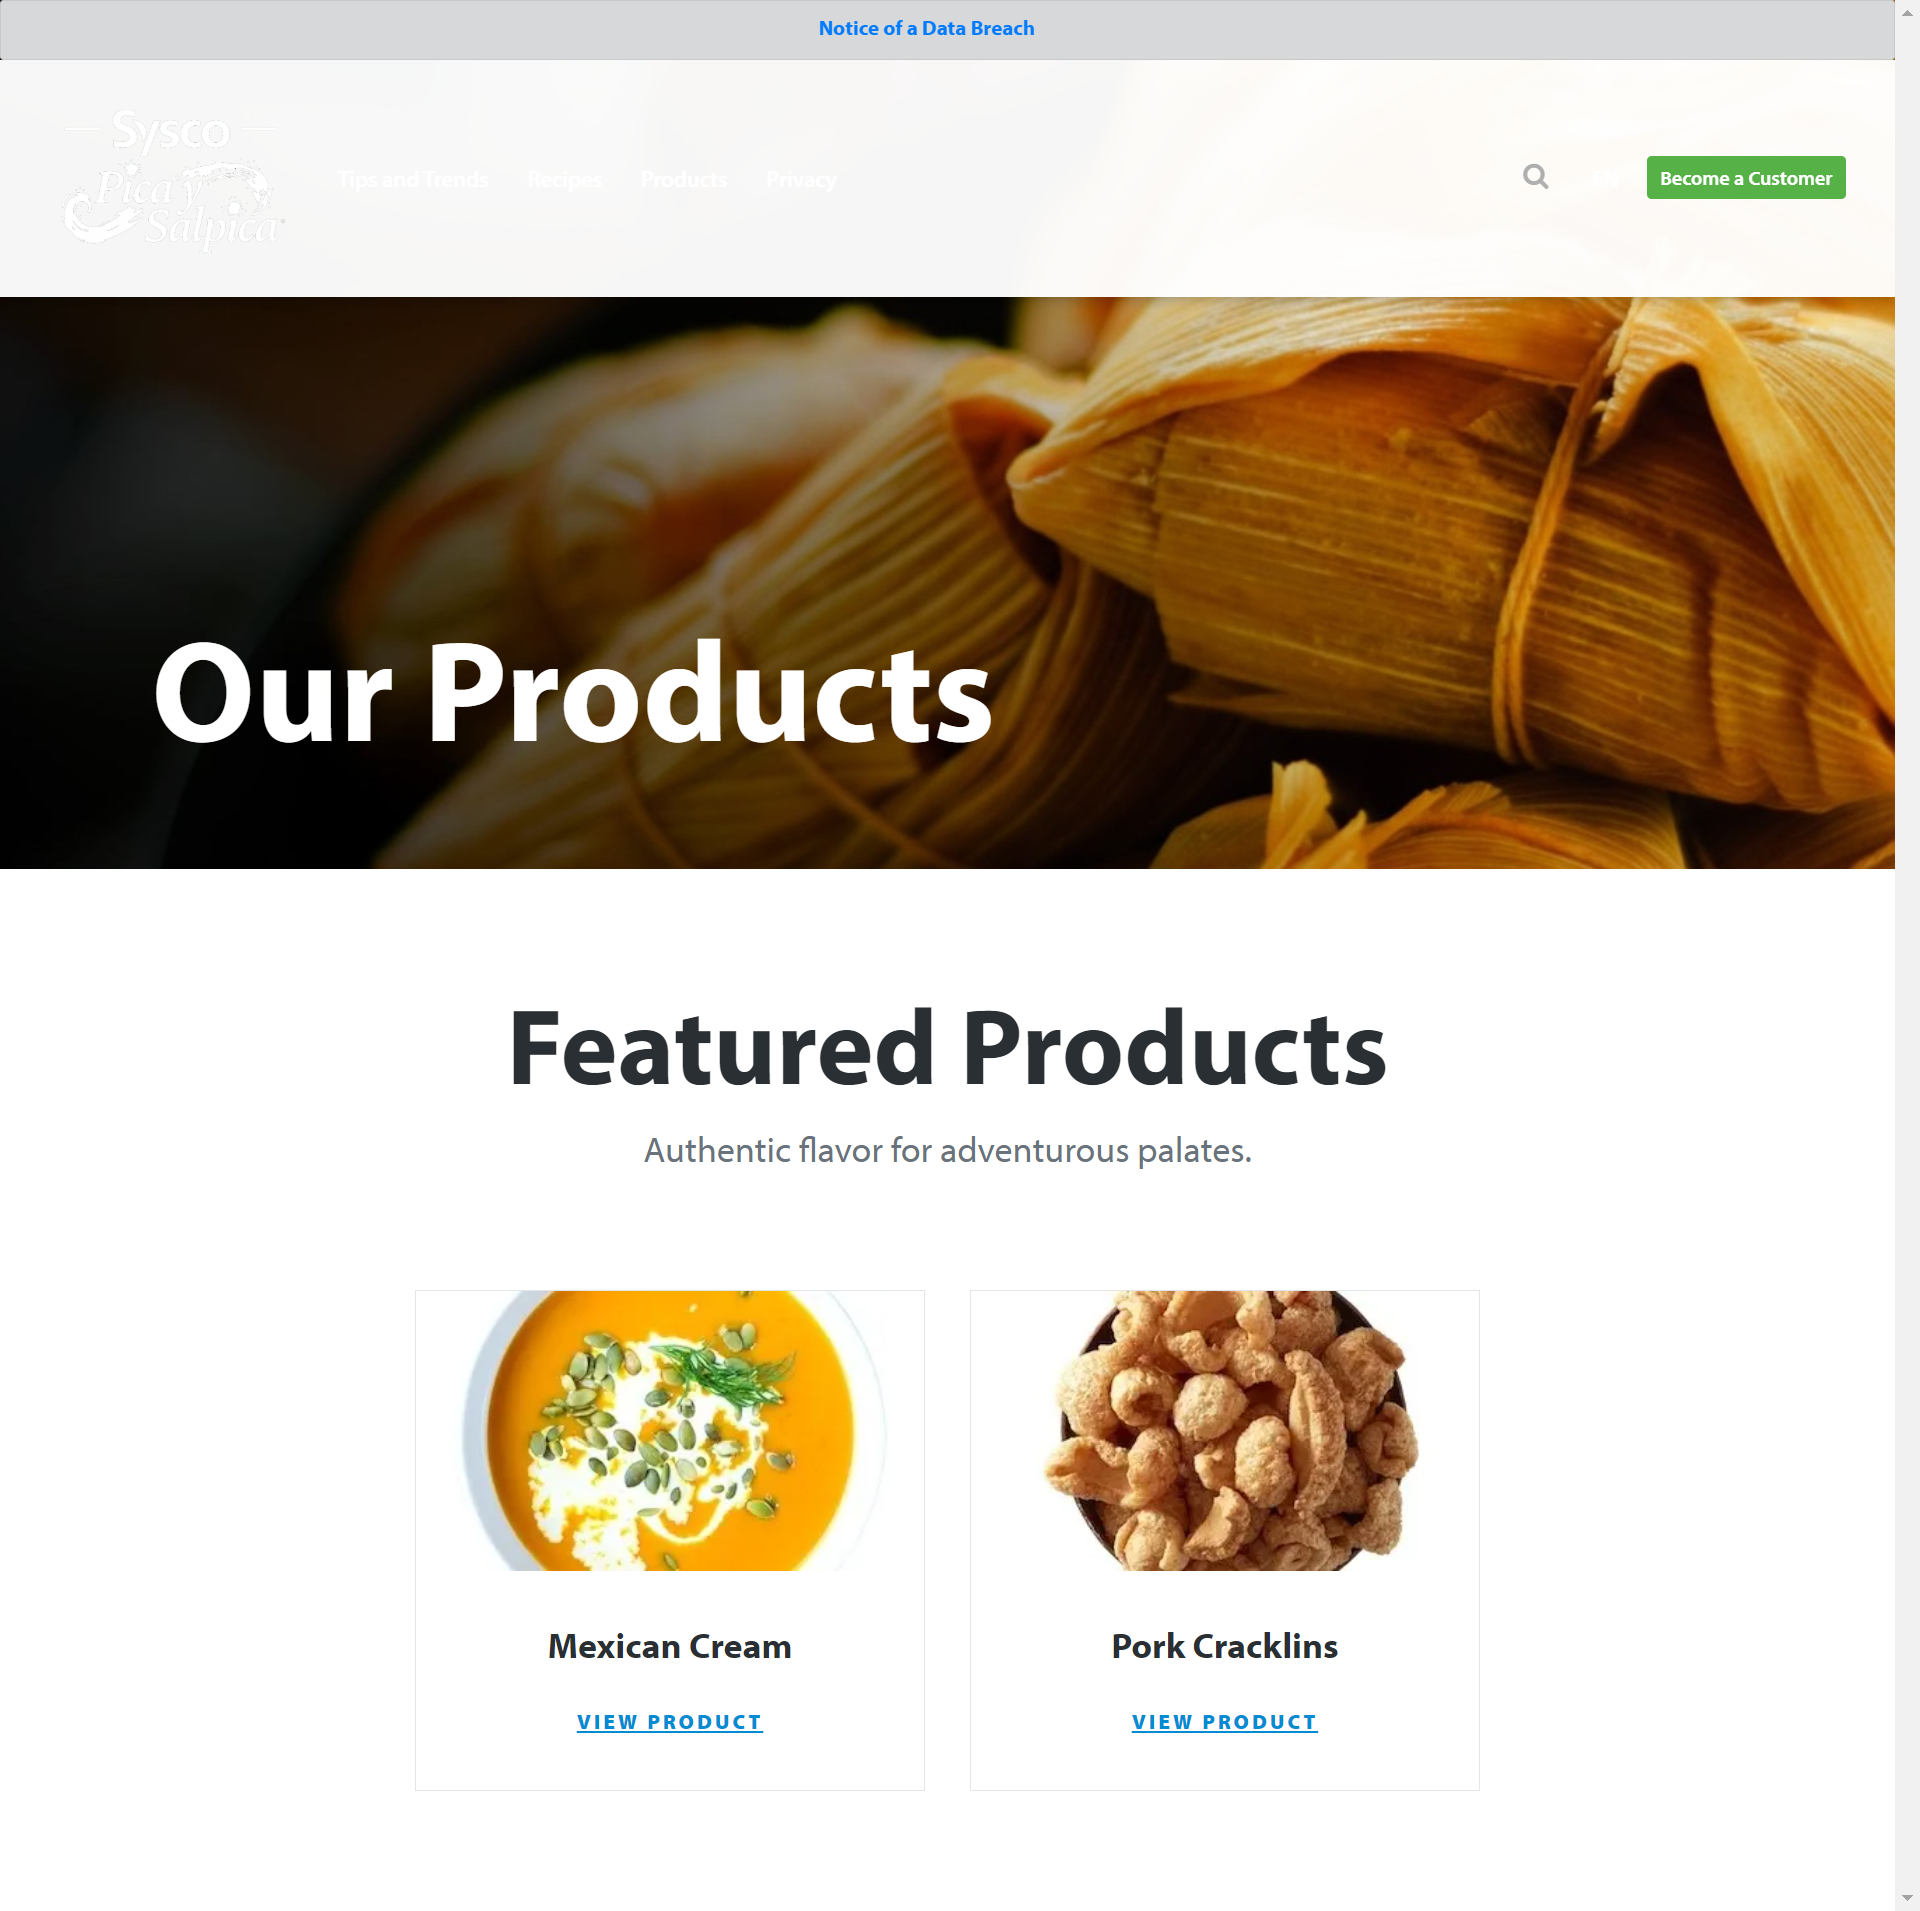 Notice of a Data Breach
Sysco
Pica y
Salpica
Tips and Trends
Recipes
Products
Privacy
Become a Customer
Our Products
Featured Products
Authentic flavor for adventurous palates.
Mexican Cream
Pork Cracklins
VIEW PRODUCT
VIEW PRODUCT